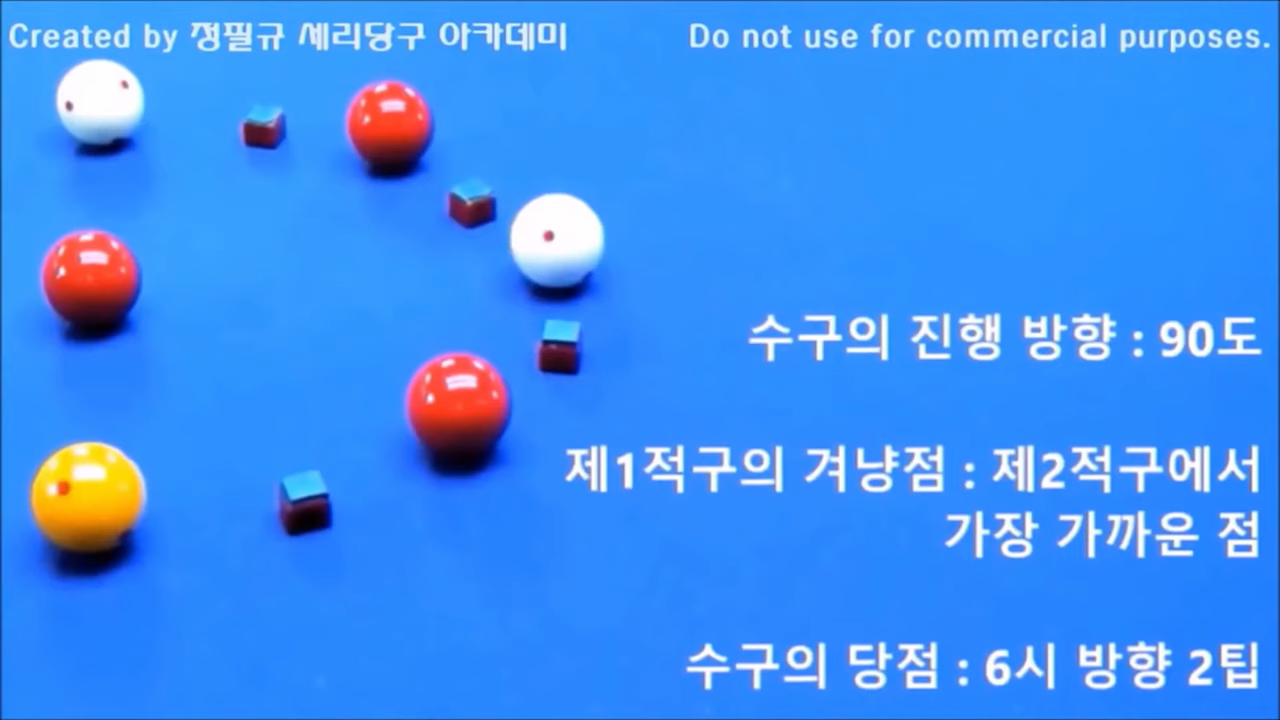 Created by 정필규 세리당구 아카데미
Do not use for commercial purposes.
수구의 진행 방향 : 90도
제1적구의 겨냥점 : 제2적구에서
가장 가까운 점
수구의 당점 : 6시 방향 2팁